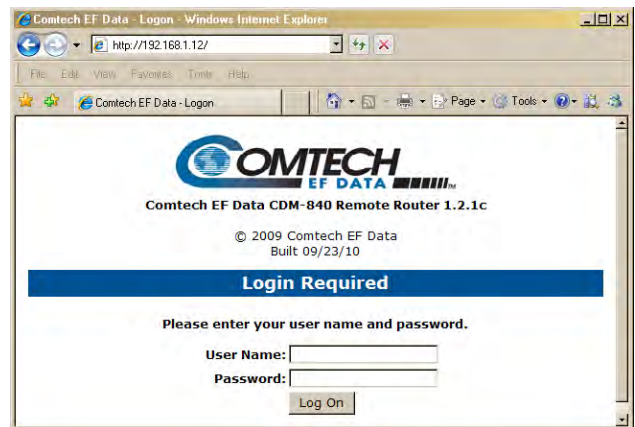 Comtech EF Data - Logon - Windows Internet Explorer
http://192.168.1.12/
File Edit View Favorites Tools Help
Comtech EF Data - Logon
Page Tools
COMTECH
EF DATA
TM
Comtech EF Data CDM-840 Remote Router 1.2.1c
© 2009 Comtech EF Data
Built 09/23/10
Login Required
Please enter your user name and password.
User Name:
Password:
Log On